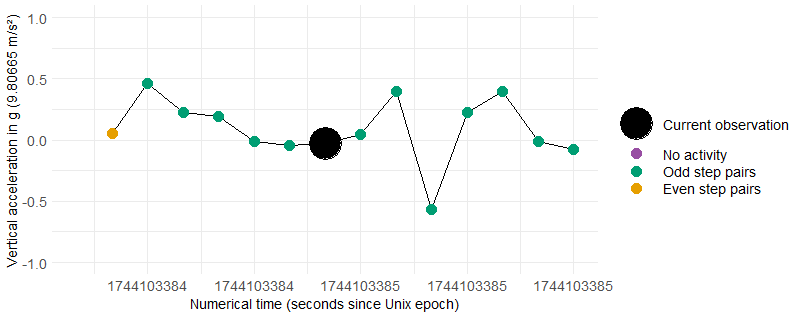 Vertical acceleration in g (9.80665 m/s²)
1.0
0.5
0.0
-0.5
-1.0
1744103384 1744103384 1744103385 1744103385 1744103385
Numerical time (seconds since Unix epoch)
Current observation
No activity
Odd step pairs
Even step pairs